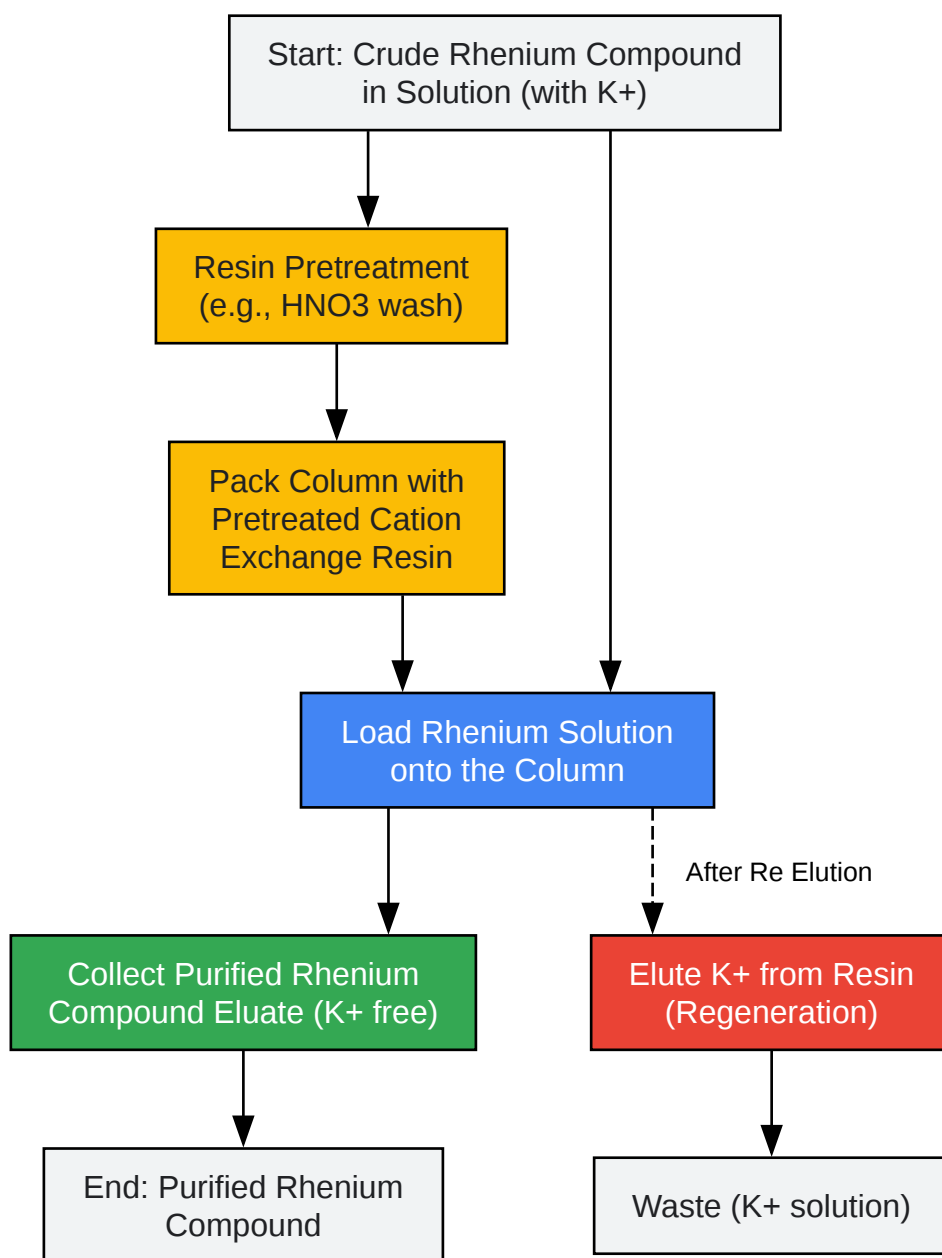 Start: Crude Rhenium Compound
in Solution (with K+)
Resin Pretreatment
(e.g., HNO3 wash)
Pack Column with
Pretreated Cation
Exchange Resin
Load Rhenium Solution
onto the Column
After Re Elution
Collect Purified Rhenium
Compound Eluate (K+ free)
Elute K+ from Resin
(Regeneration)
End: Purified Rhenium
Compound
Waste (K+ solution)